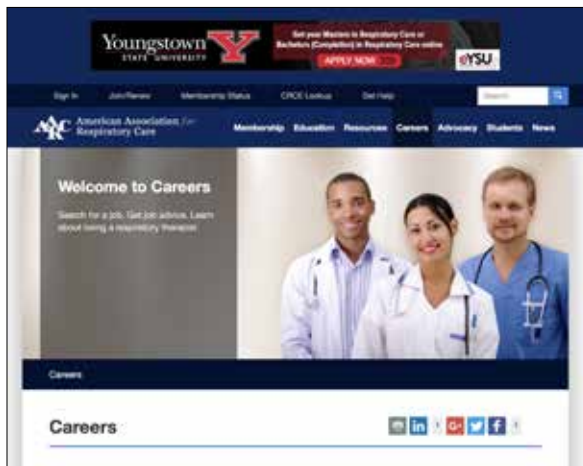 Youngstown
STATE UNIVERSITY
Y
Get your Masters in Respiratory Care or
Bachelors (Completion) in Respiratory Care online
APPLY NOW
eYSU
Sign In Join/Renew Membership Status CRCE Lookup Get Help Search
AARC American Association for
Respiratory Care
Membership Education Resources Careers Advocacy Students News
Welcome to Careers
Search for a job. Get job advice. Learn
about being a respiratory therapist
Careers
Careers
in
G+
f